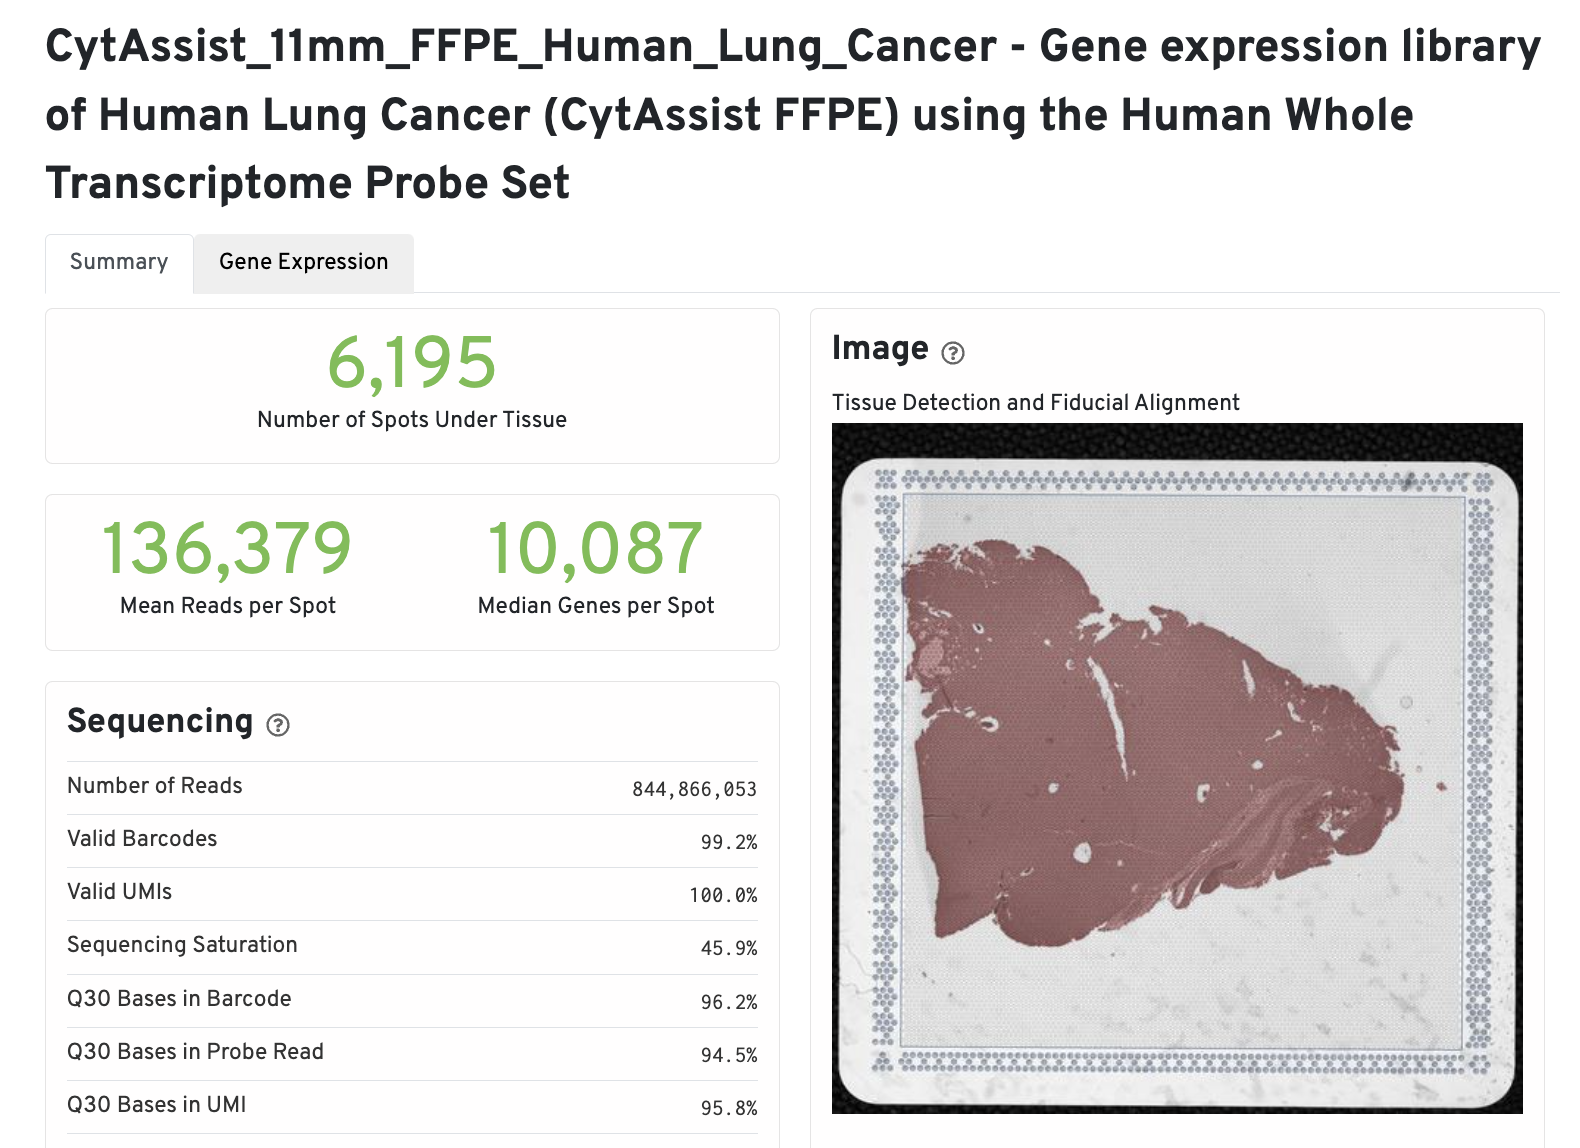 CytAssist_11mm_FFPE_Human_Lung_Cancer - Gene expression library
of Human Lung Cancer (CytAssist FFPE) using the Human Whole
Transcriptome Probe Set
Summary
Gene Expression
6,195
Number of Spots Under Tissue
136,379
Mean Reads per Spot
10,087
Median Genes per Spot
Sequencing ?
Number of Reads 844,866,053
Valid Barcodes 99.2%
Valid UMIs 100.0%
Sequencing Saturation 45.9%
Q30 Bases in Barcode 96.2%
Q30 Bases in Probe Read 94.5%
Q30 Bases in UMI 95.8%
Image ?
Tissue Detection and Fiducial Alignment